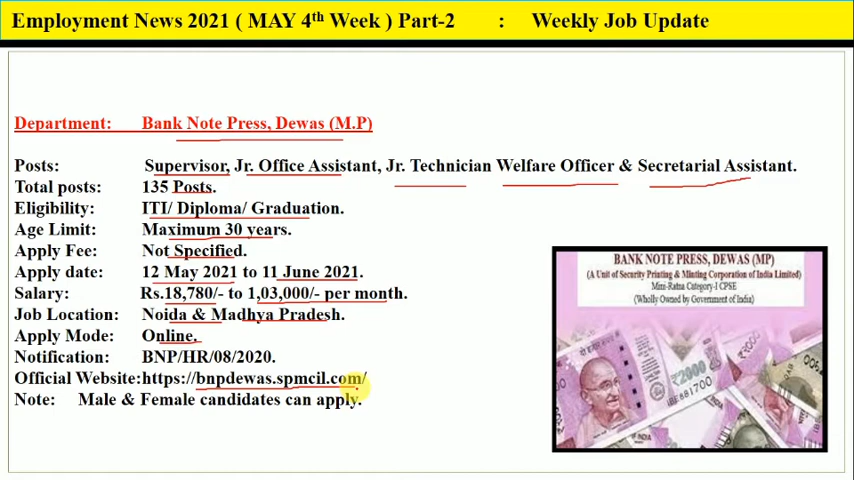 Employment News 2021 ( MAY 4th Week ) Part-2 : Weekly Job Update
Department: Bank Note Press, Dewas (M.P)
Posts: Supervisor, Jr. Office Assistant, Jr. Technician Welfare Officer & Secretarial Assistant.
Total posts: 135 Posts.
Eligibility: ITI/ Diploma/ Graduation.
Age Limit: Maximum 30 years.
Apply Fee: Not Specified.
Apply date: 12 May 2021 to 11 June 2021.
Salary: Rs.18,780/- to 1,03,000/- per month.
Job Location: Noida & Madhya Pradesh.
Apply Mode: Online.
Notification: BNP/HR/08/2020.
Official Website:https://bnpdewas.spmcil.com/
Note: Male & Female candidates can apply.
BANK NOTE PRESS, DEWAS (MP)
(A Unit of Security Printing & Minting Corporation of India Limited)
Mini-Ratna Category-I CPSE
(Wholly Owned by Government of India)
₹2000